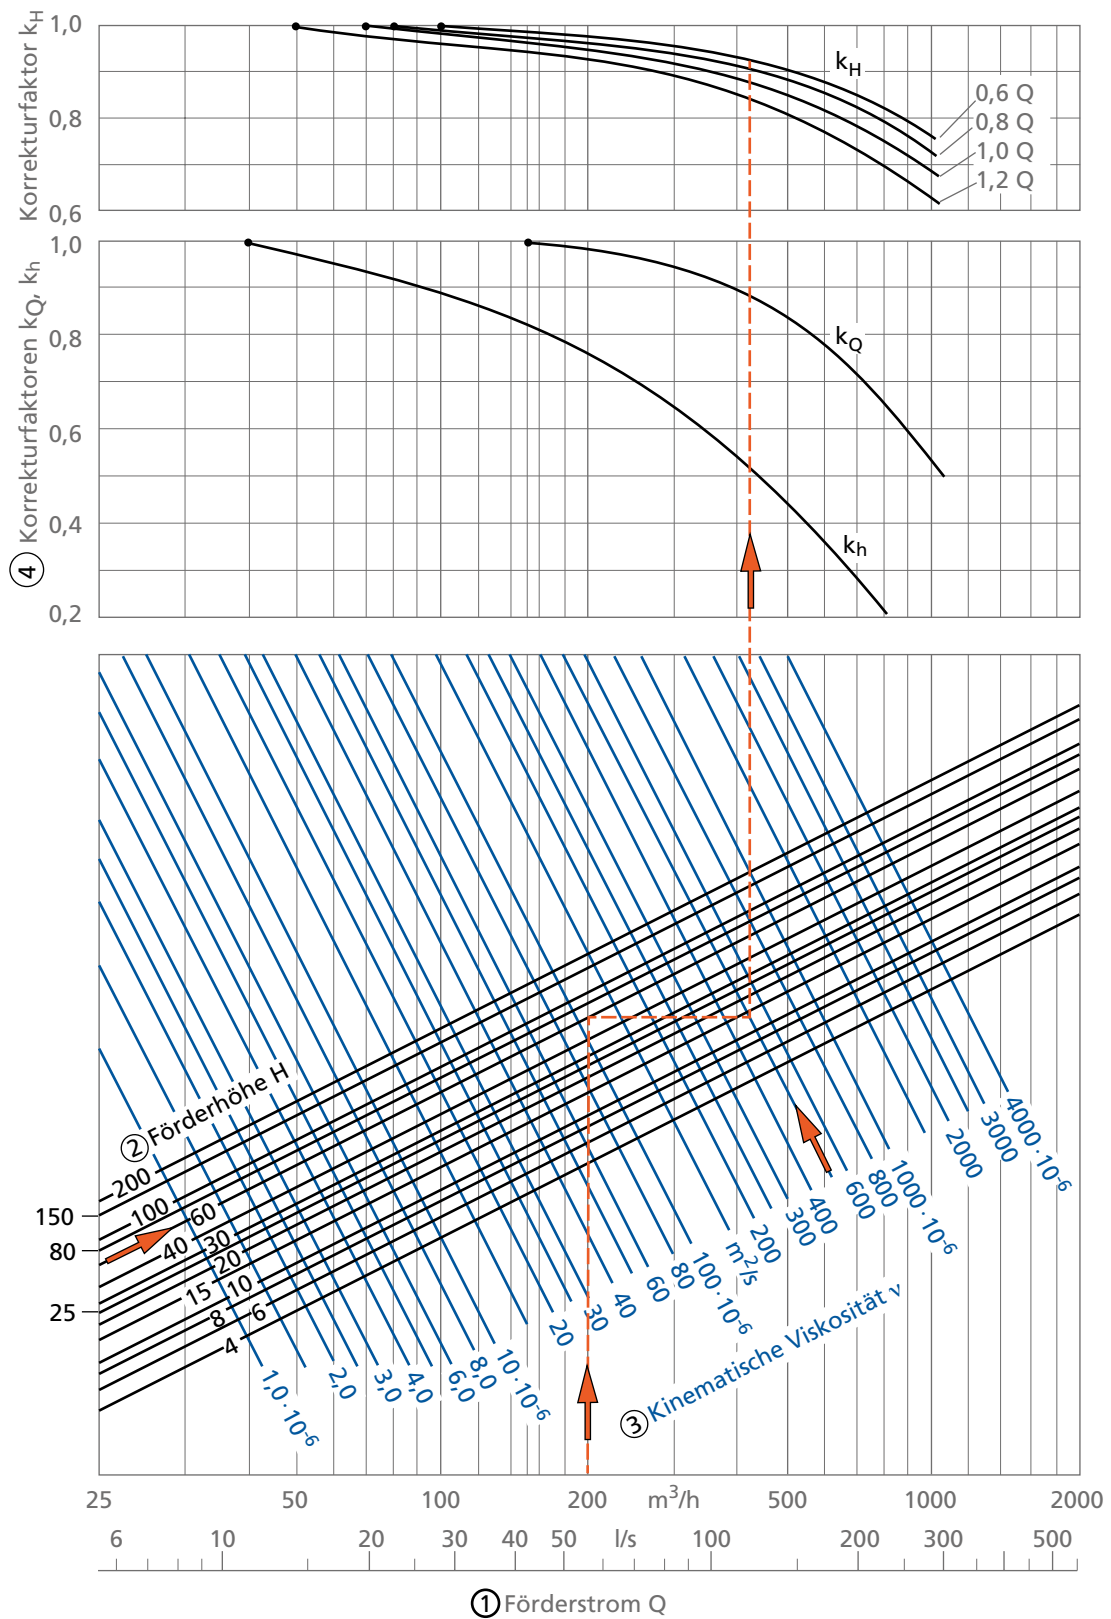 Korrekturfaktor kH
1,0
0,8
0,6
kH
0,6 Q
0,8 Q
1,0 Q
1,2 Q
④ Korrekturfaktoren kQ, kh
1,0
0,8
0,6
0,4
0,2
kQ
kh
② Förderhöhe H
200
150
100
80
60
40
30
25
20
15
10
8
6
4
1,0·10-6
2,0
3,0
4,0
6,0
8,0
10·10-6
20
30
40
60
80
100·10-6
m2/s
200
300
400
600
800
1000·10-6
2000
3000
4000·10-6
③ Kinematische Viskosität ν
25 50 100 200 m3/h 500 1000 2000
6 10 20 30 40 50 l/s 100 200 300 500
① Förderstrom Q